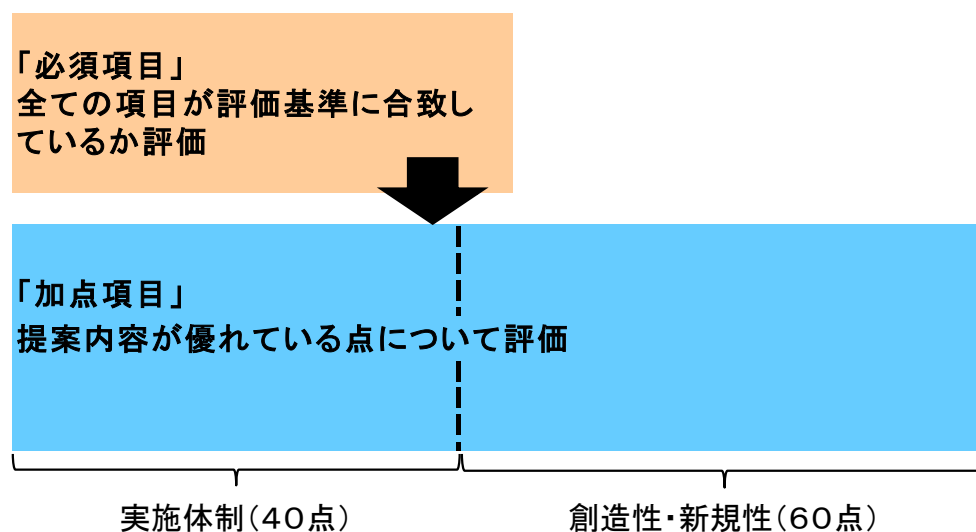 「必須項目」
全ての項目が評価基準に合致し
ているか評価
「加点項目」
提案内容が優れている点について評価
実施体制(40点)
創造性・新規性(60点)